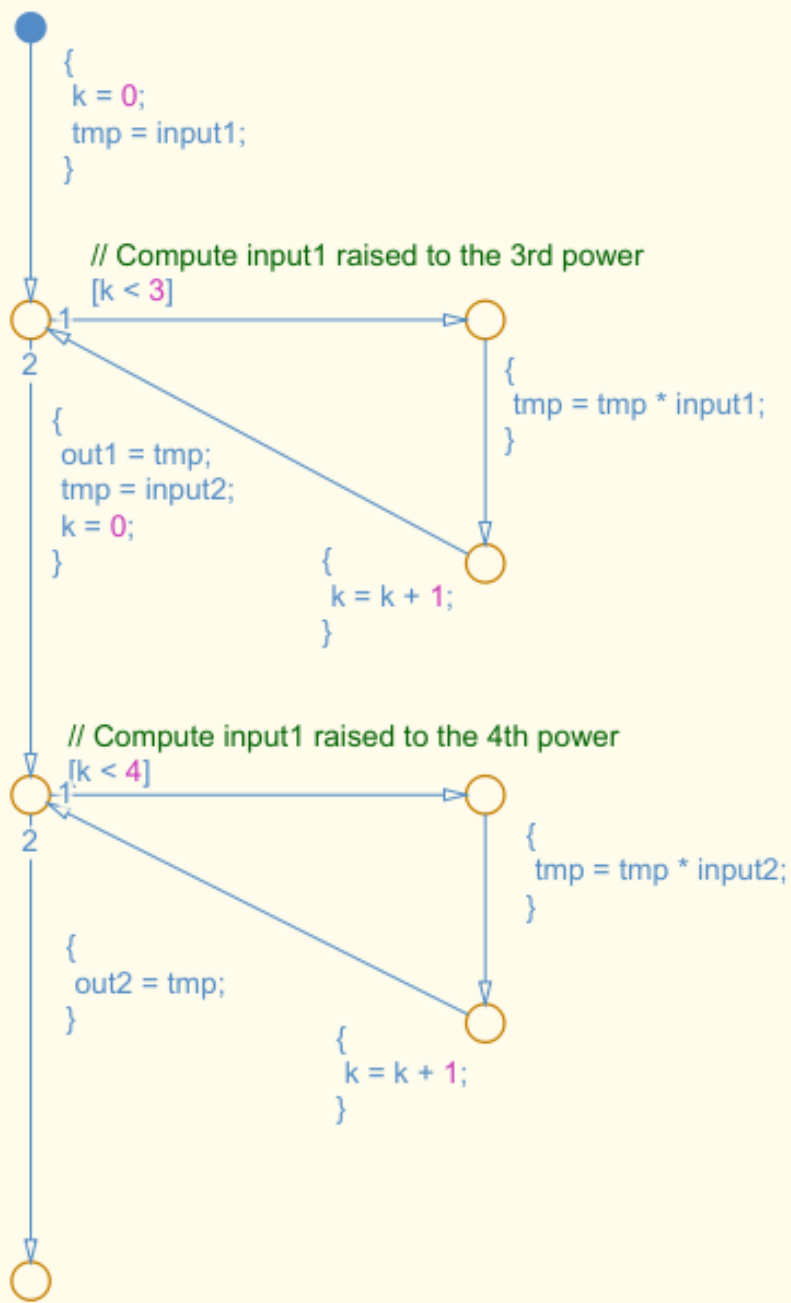 {
k = 0;
tmp = input1;
}
// Compute input1 raised to the 3rd power
[k < 3]
1
2
{
tmp = tmp * input1;
}
{
out1 = tmp;
tmp = input2;
k = 0;
}
{
k = k + 1;
}
// Compute input1 raised to the 4th power
[k < 4]
1
2
{
tmp = tmp * input2;
}
{
out2 = tmp;
}
{
k = k + 1;
}